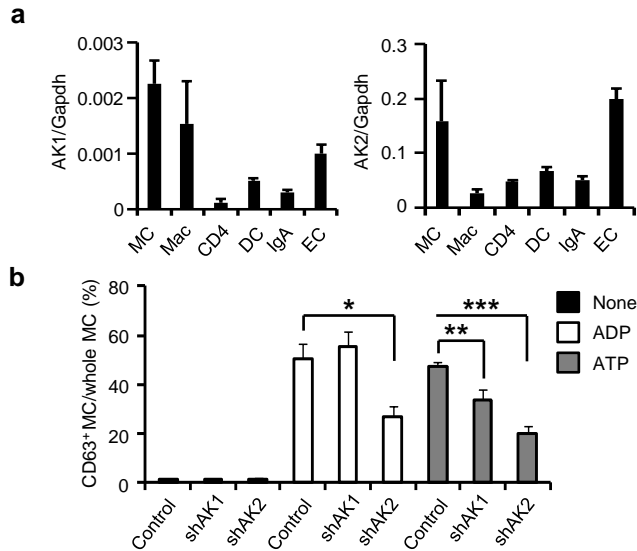 a
AK1/Gapdh
0.003
0.002
0.001
0
MC Mac CD4 DC IgA EC
AK2/Gapdh
0.3
0.2
0.1
0
MC Mac CD4 DC IgA EC
b
CD63⁺ MC/whole MC (%)
80
60
40
20
0
* ** ***
Control shAK1 shAK2 Control shAK1 shAK2 Control shAK1 shAK2
None
ADP
ATP